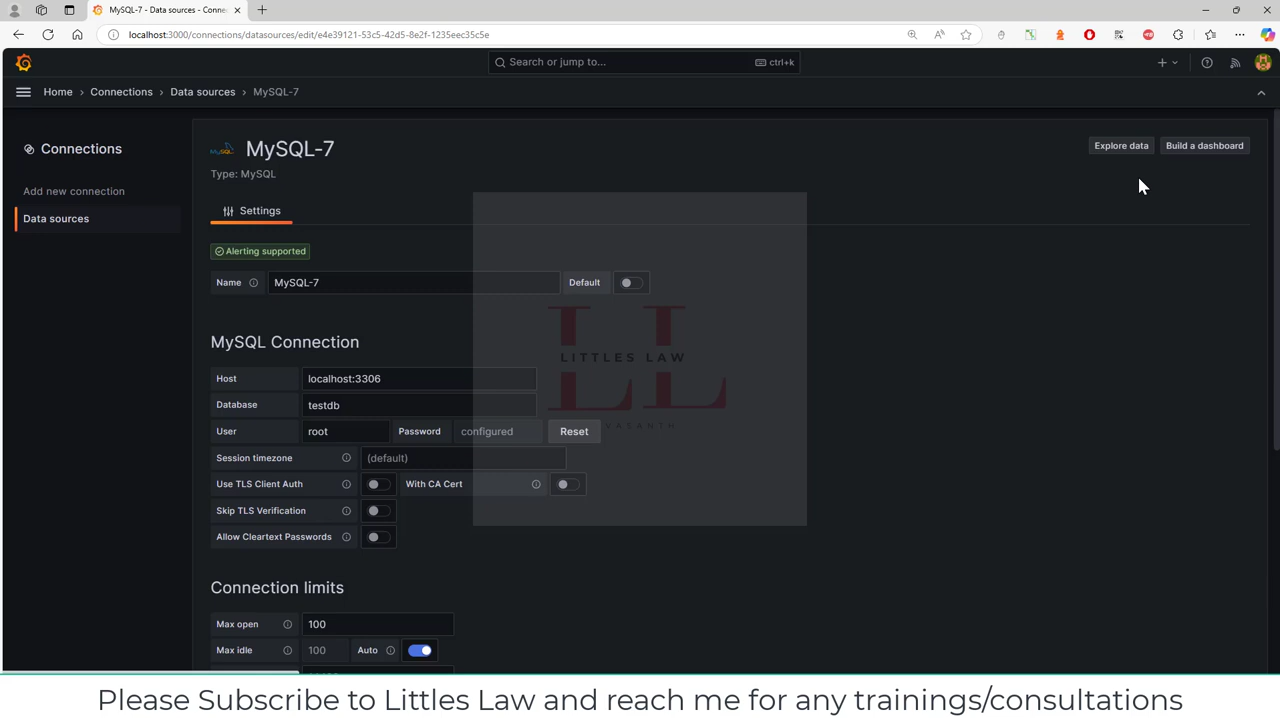 MySQL-7 - Data sources - Conne
localhost:3000/connections/datasources/edit/e4e39121-53c5-42d5-8e2f-1235eec35c5e
Search or jump to... ctrl+k
Home > Connections > Data sources > MySQL-7
Connections
Add new connection
Data sources
MySQL
MySQL-7
Type: MySQL
Explore data
Build a dashboard
Settings
Alerting supported
Name MySQL-7 Default
MySQL Connection
Host localhost:3306
Database testdb
User root Password configured Reset
Session timezone (default)
Use TLS Client Auth With CA Cert
Skip TLS Verification
Allow Cleartext Passwords
LL
LITTLES LAW
VASANTH
Connection limits
Max open 100
Max idle 100 Auto
Please Subscribe to Littles Law and reach me for any trainings/consultations